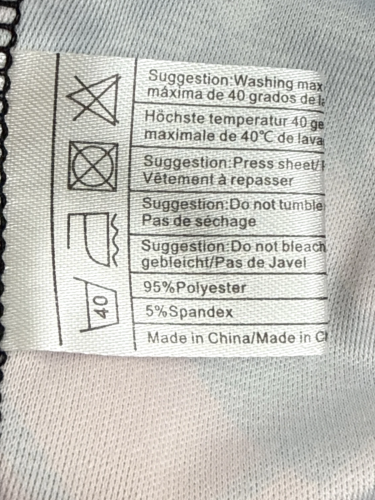 Suggestion:Washing max
máxima de 40 grados de
Höchste temperatur 40 ge
maximale de 40℃ de lava
Suggestion:Press sheet/
Vêtement à repasser
Suggestion:Do not tumble
Pas de séchage
Suggestion:Do not bleach
gebleicht/Pas de Javel
95%Polyester
5%Spandex
Made in China/Made in Ch
40